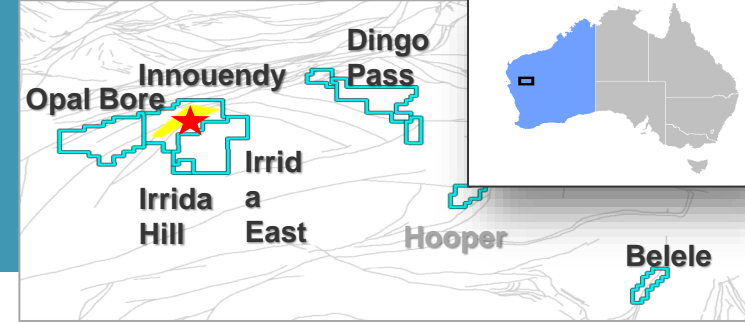 Dingo
Pass
Innouendy
Opal Bore
Irrid
a
East
Irrida
Hill
Hooper
Belele